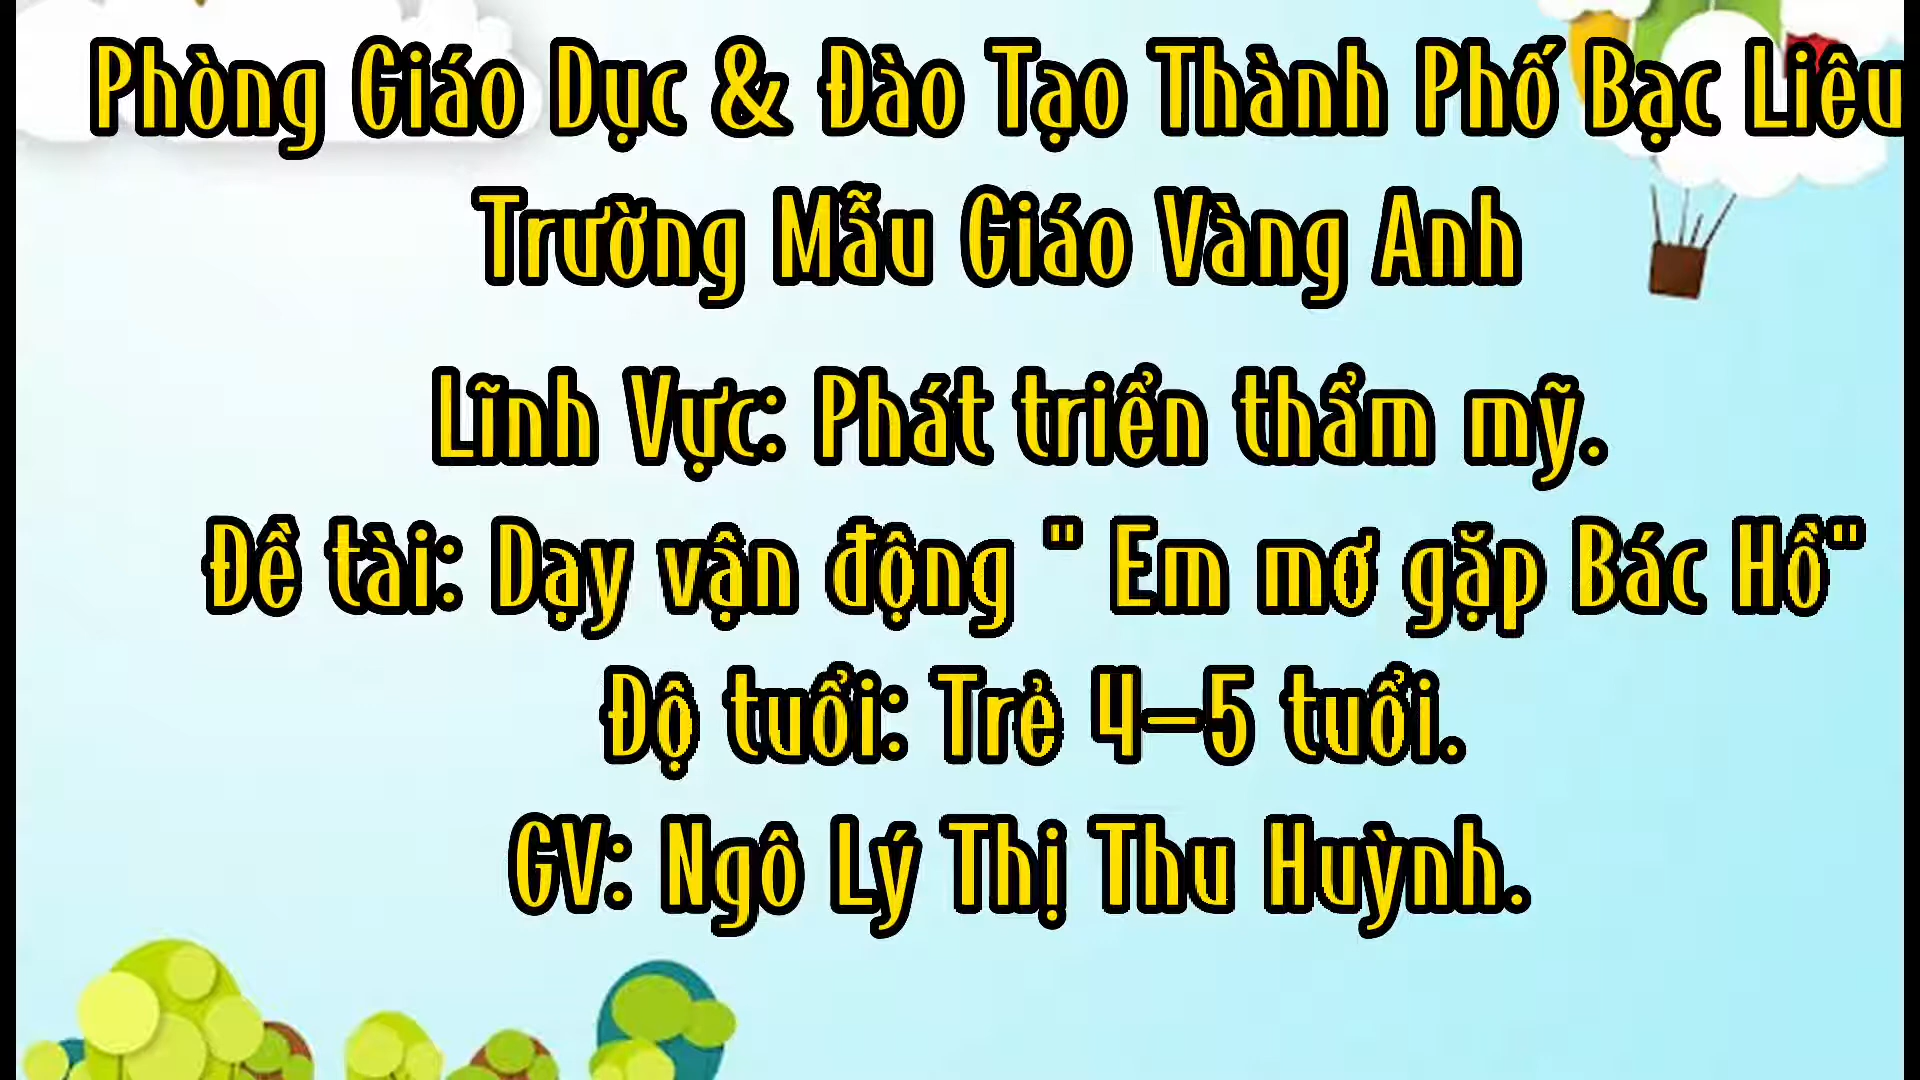 Phòng Giáo Dục & Đào Tạo Thành Phố Bạc Liêu
Trường Mẫu Giáo Vàng Anh
Lĩnh Vực: Phát triển thẩm mỹ.
Đề tài: Dạy vận động " Em mơ gặp Bác Hồ"
Độ tuổi: Trẻ 4-5 tuổi.
GV: Ngô Lý Thị Thu Huỳnh.